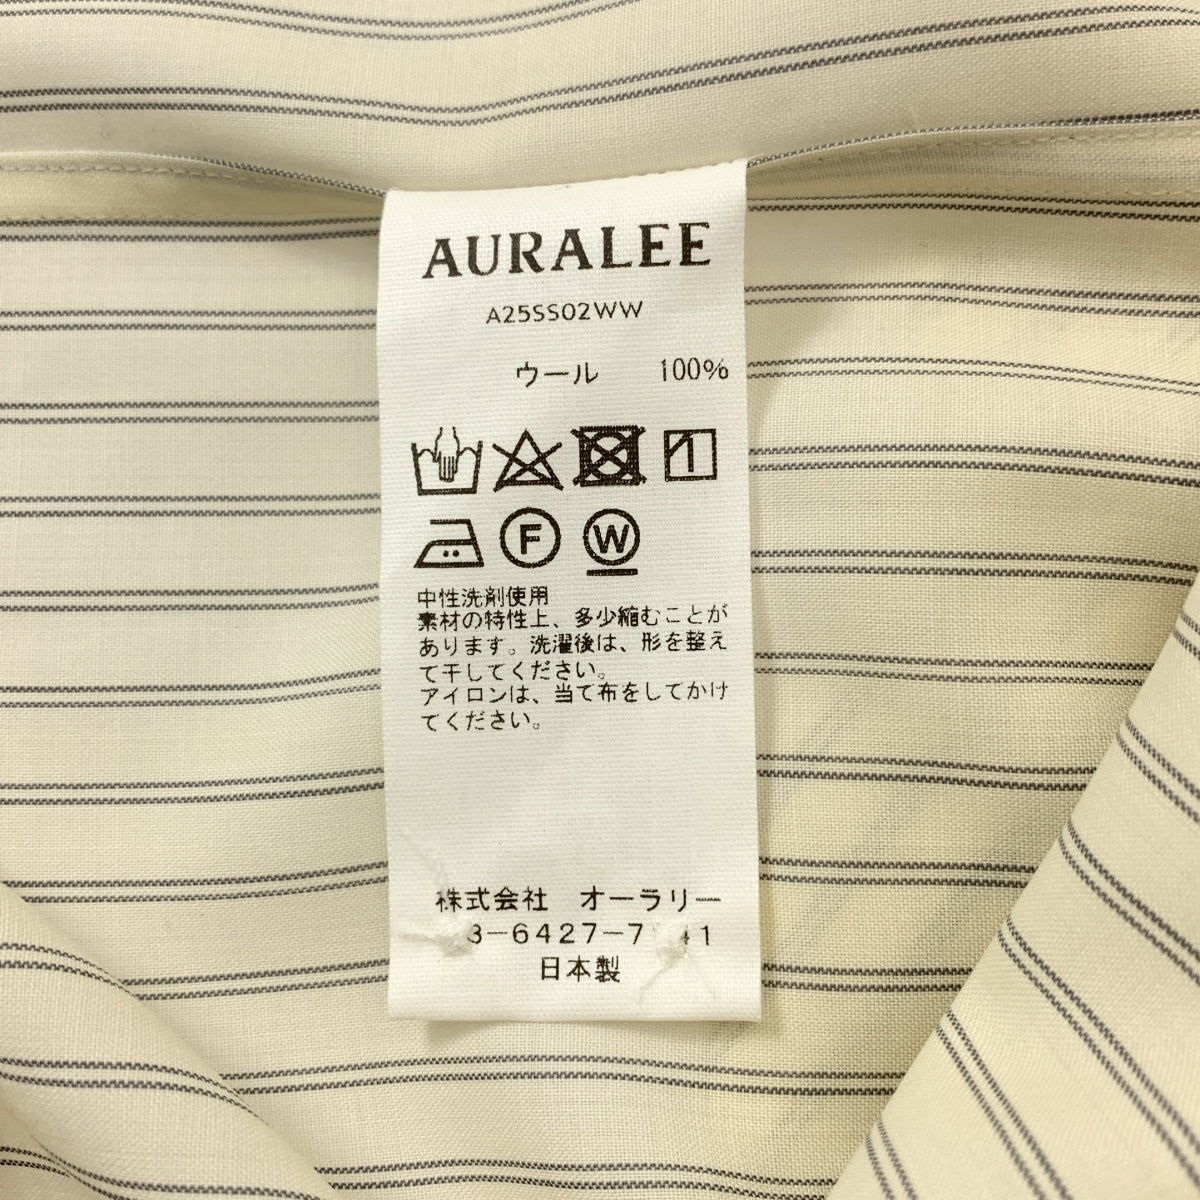 AURALEE
A25SS02WW
ウール 100%
F W
中性洗剤使用
素材の特性上、多少縮むことが
あります。洗濯後は、形を整え
て干してください。
アイロンは、当て布をしてかけ
てください。
株式会社 オーラリー
日本製